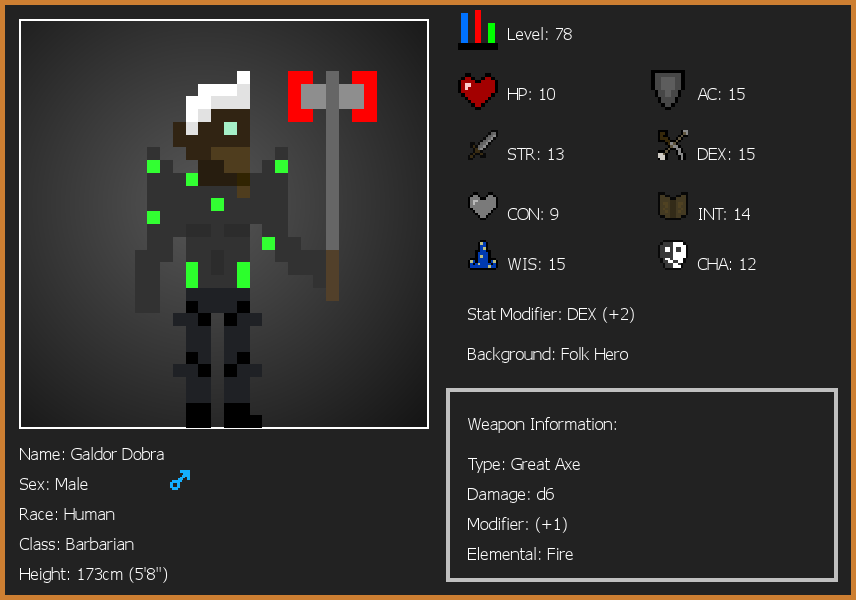 Level: 78
HP: 10
AC: 15
STR: 13
DEX: 15
CON: 9
INT: 14
WIS: 15
CHA: 12
Stat Modifier: DEX (+2)
Background: Folk Hero
Weapon Information:
Type: Great Axe
Damage: d6
Modifier: (+1)
Elemental: Fire
Name: Galdor Dobra
Sex: Male
Race: Human
Class: Barbarian
Height: 173cm (5'8")